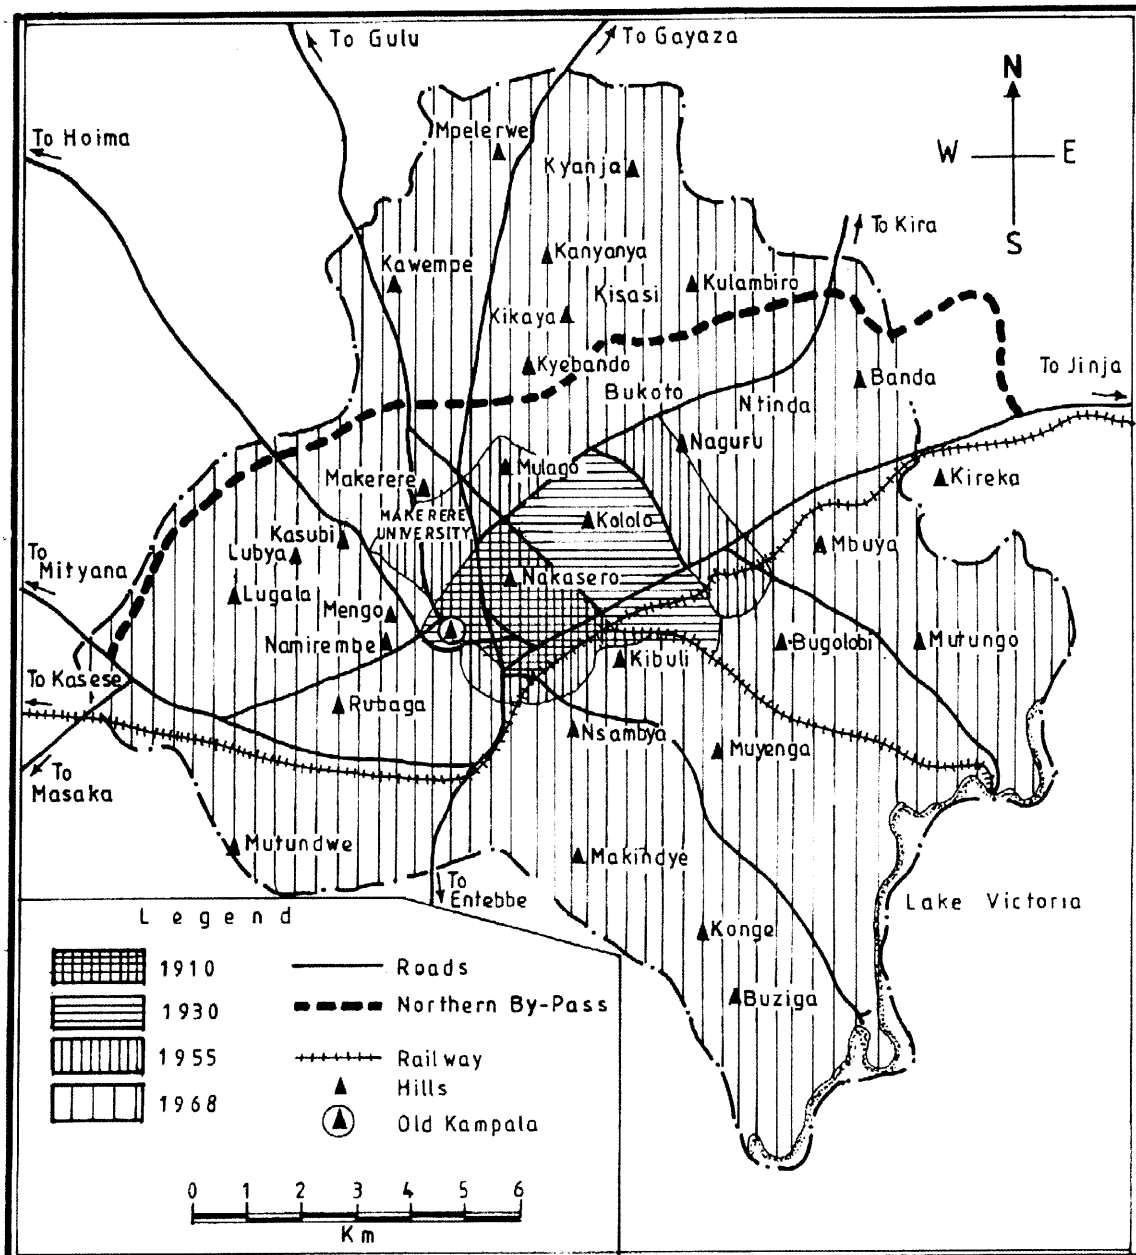 To Gulu
To Gayaza
N
To Hoima
Mpelerwe
W E
Kyanja
To Kira
S
Kanyanya
Kawempe
Kulambiro
Kisasi
Kikaya
Kyebando
To Jinja
Banda
Bukoto
Ntinda
Naguru
Mulago
Makerere
Kireka
MAKERERE
UNIVERSITY
Kololo
Kasubi
Lubya
Mbuya
To
Mityana
Nakasero
Lugala
Mengo
Namirembe
Bugolobi
Mutungo
Kibuli
To Kasese
Rubaga
Nsambya
Muyenga
To
Masaka
Mutundwe
Makindye
To
Entebbe
Lake Victoria
Konge
Buziga
Legend
1910
1930
1955
1968
Roads
Northern By-Pass
Railway
Hills
Old Kampala
0 1 2 3 4 5 6
Km